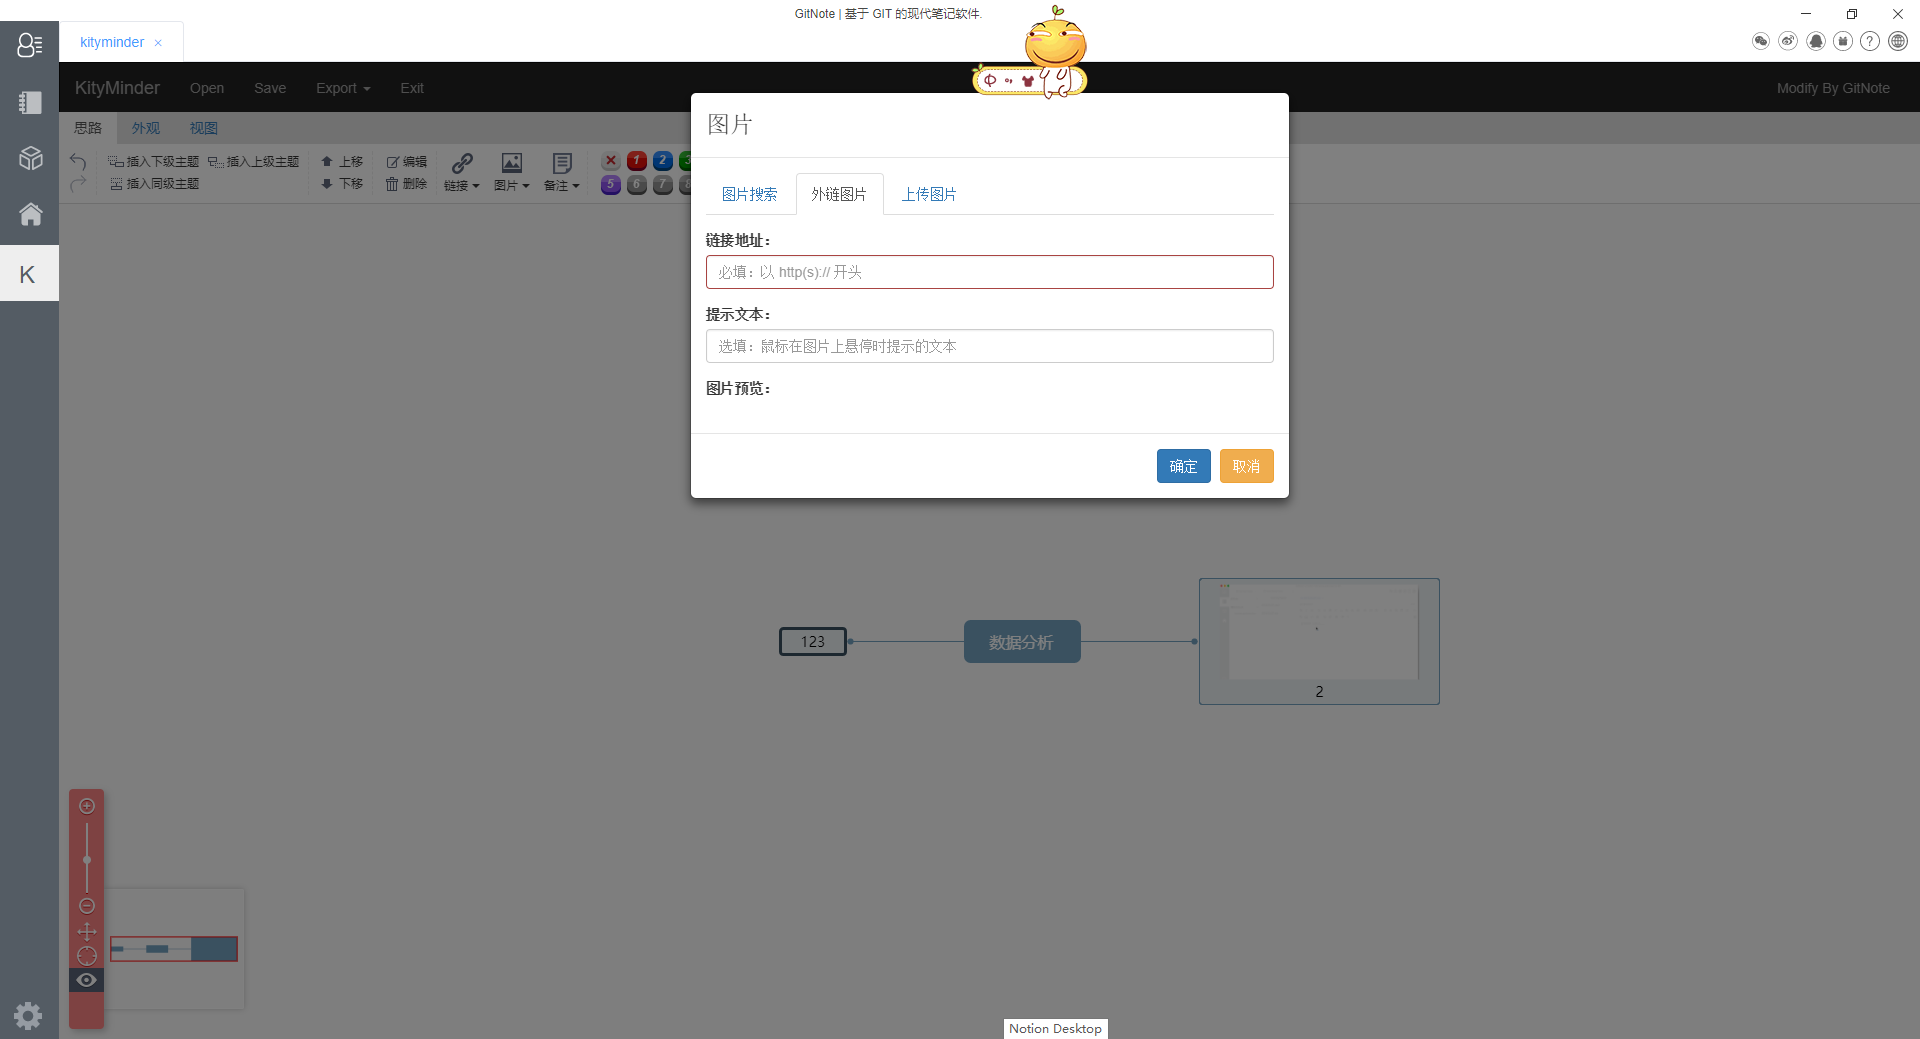 GitNote | 基于 GIT 的现代笔记软件.
kityminder ×
中
KityMinder Open Save Export Exit Modify By GitNote
思路 外观 视图
插入下级主题 插入上级主题 上移 编辑
插入同级主题 下移 删除 链接 图片 备注
1 2 3
5 6 7 8
K
图片
图片搜索 外链图片 上传图片
链接地址：
必填：以 http(s):// 开头
提示文本：
选填：鼠标在图片上悬停时提示的文本
图片预览：
确定 取消
123 数据分析
2
Notion Desktop